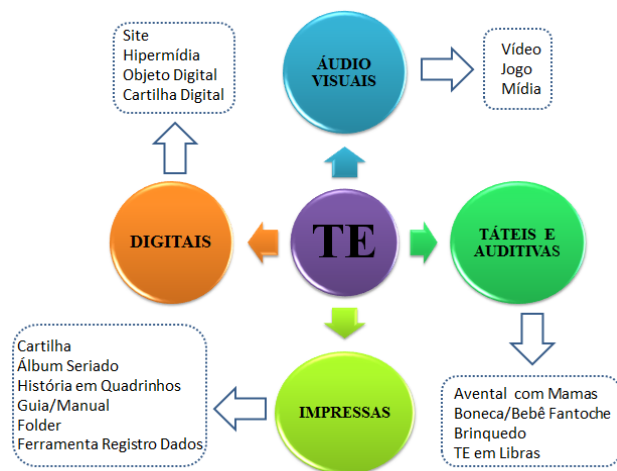 Site
Hipermídia
Objeto Digital
Cartilha Digital
ÁUDIO
VISUAIS
Vídeo
Jogo
Mídia
DIGITAIS
TE
TÁTEIS E
AUDITIVAS
Cartilha
Álbum Seriado
História em Quadrinhos
Guia/Manual
Folder
Ferramenta Registro Dados
IMPRESSAS
Avental com Mamas
Boneca/Bebê Fantoche
Brinquedo
TE em Libras